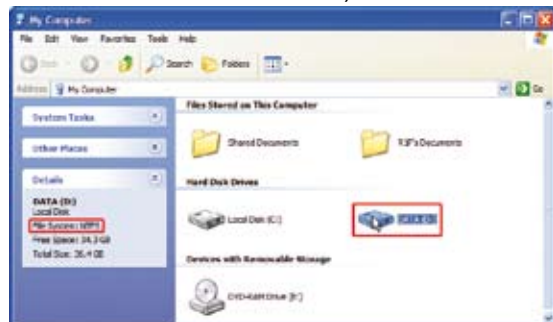 My Computer
File Edit View Favorites Tools Help
Search Folders
Address My Computer Go
System Tasks
Other Places
Details
DATA (D:)
Local Disk
File System: NTFS
Free Space: 34.3 GB
Total Size: 36.4 GB
Files Stored on This Computer
Shared Documents
Documents
Hard Disk Drives
Local Disk (C:)
Devices with Removable Storage
DVD-RAM Drive